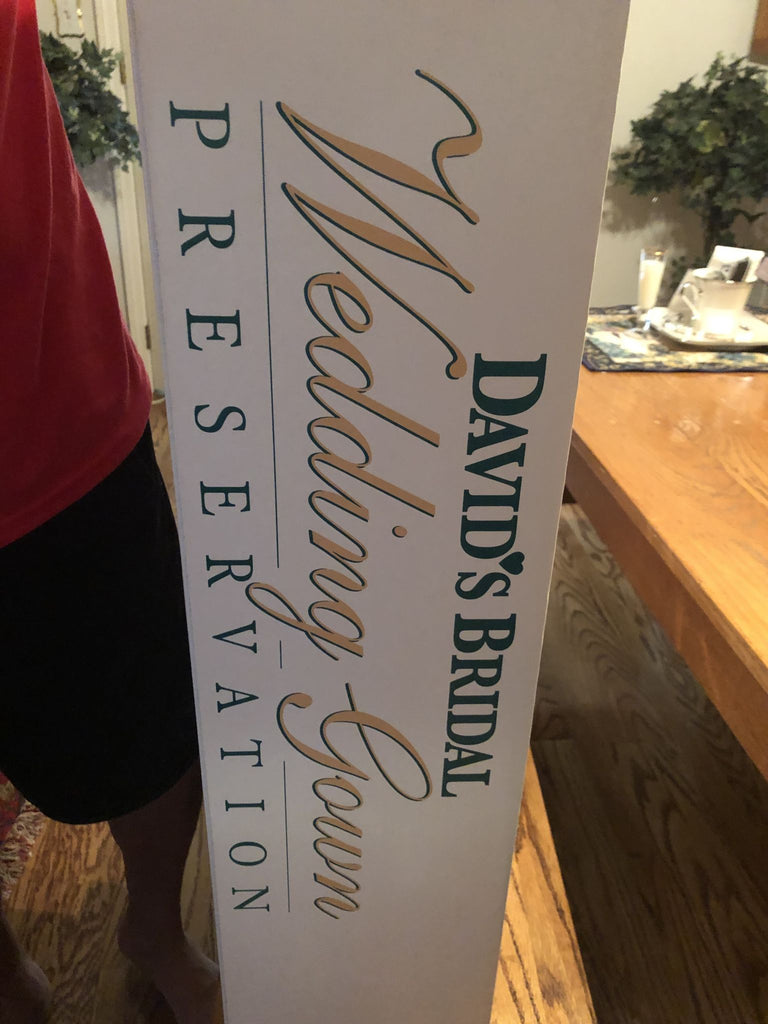 DAVID'S BRIDAL
Wedding Gown
PRESERVATION